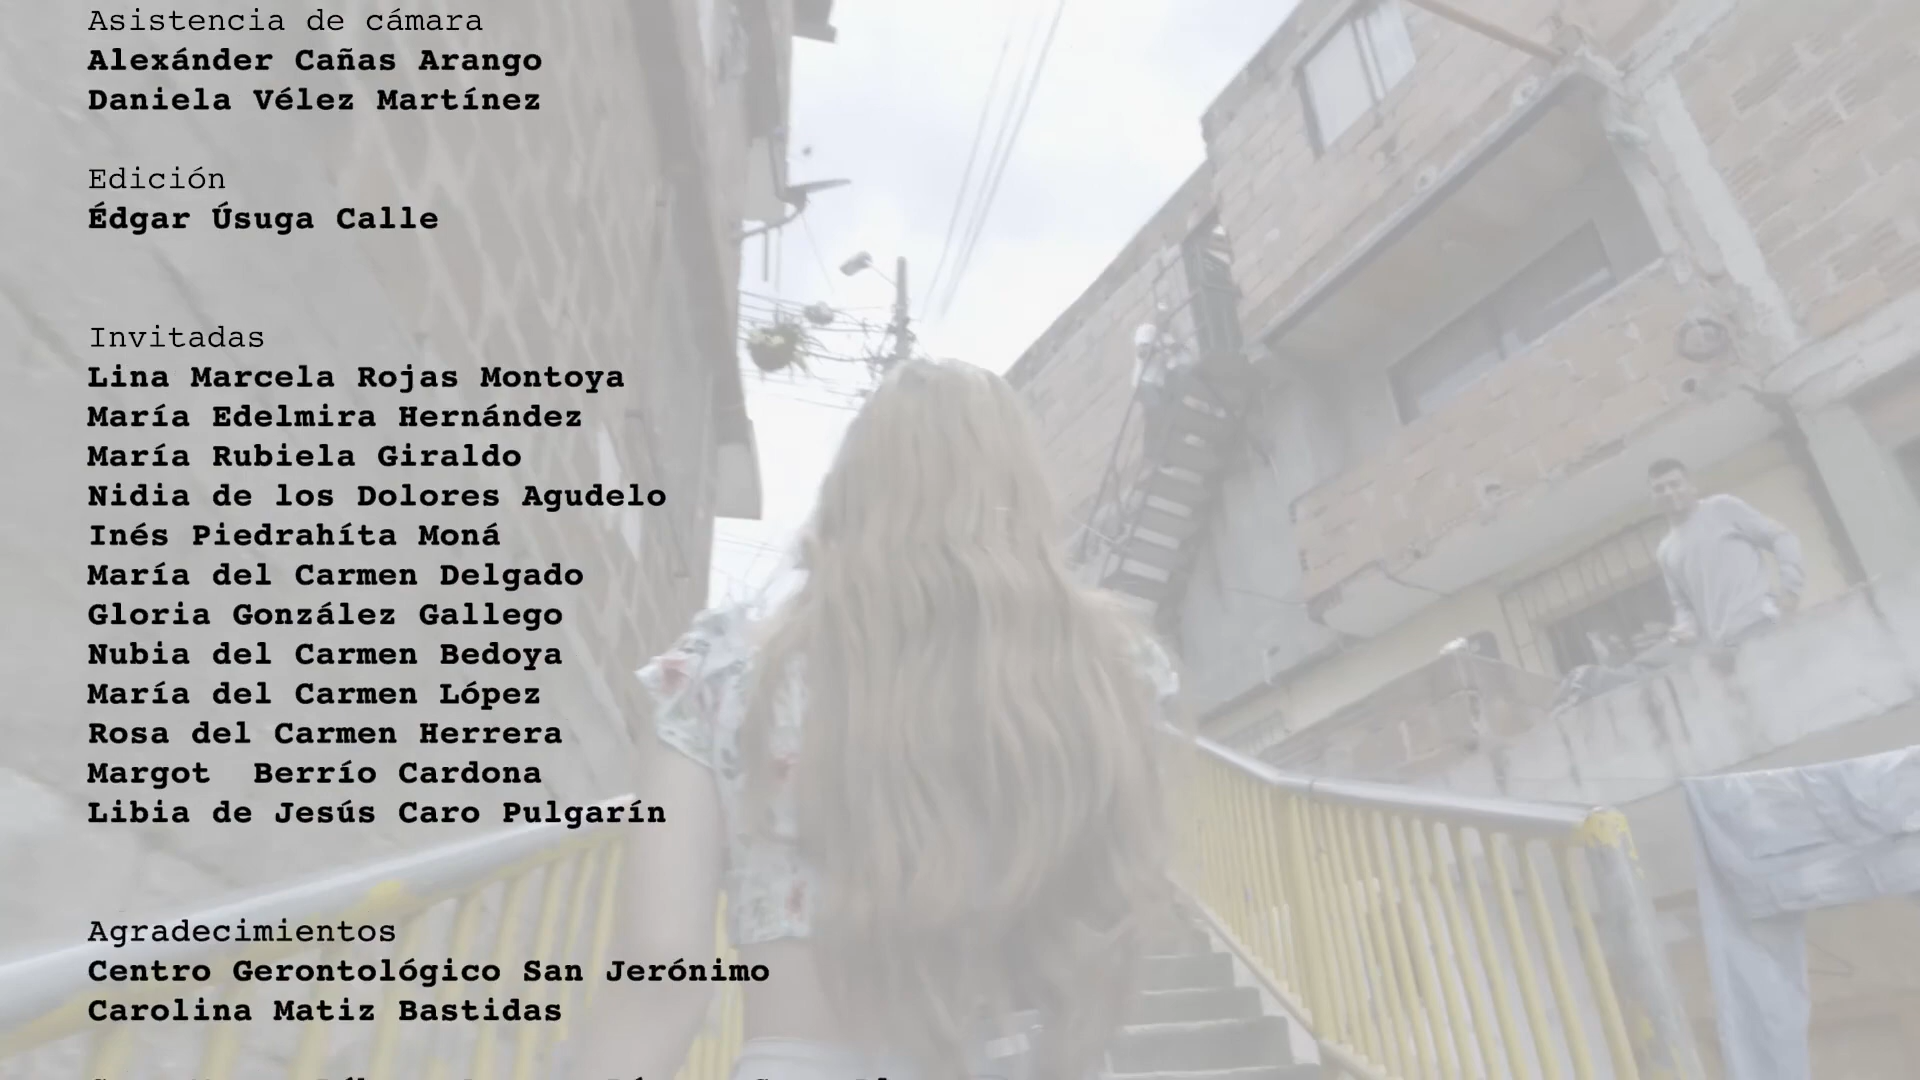 Asistencia de cámara
Alexánder Cañas Arango
Daniela Vélez Martínez
Edición
Édgar Úsuga Calle
Invitadas
Lina Marcela Rojas Montoya
María Edelmira Hernández
María Rubiela Giraldo
Nidia de los Dolores Agudelo
Inés Piedrahíta Moná
María del Carmen Delgado
Gloria González Gallego
Nubia del Carmen Bedoya
María del Carmen López
Rosa del Carmen Herrera
Margot  Berrío Cardona
Libia de Jesús Caro Pulgarín
Agradecimientos
Centro Gerontológico San Jerónimo
Carolina Matiz Bastidas